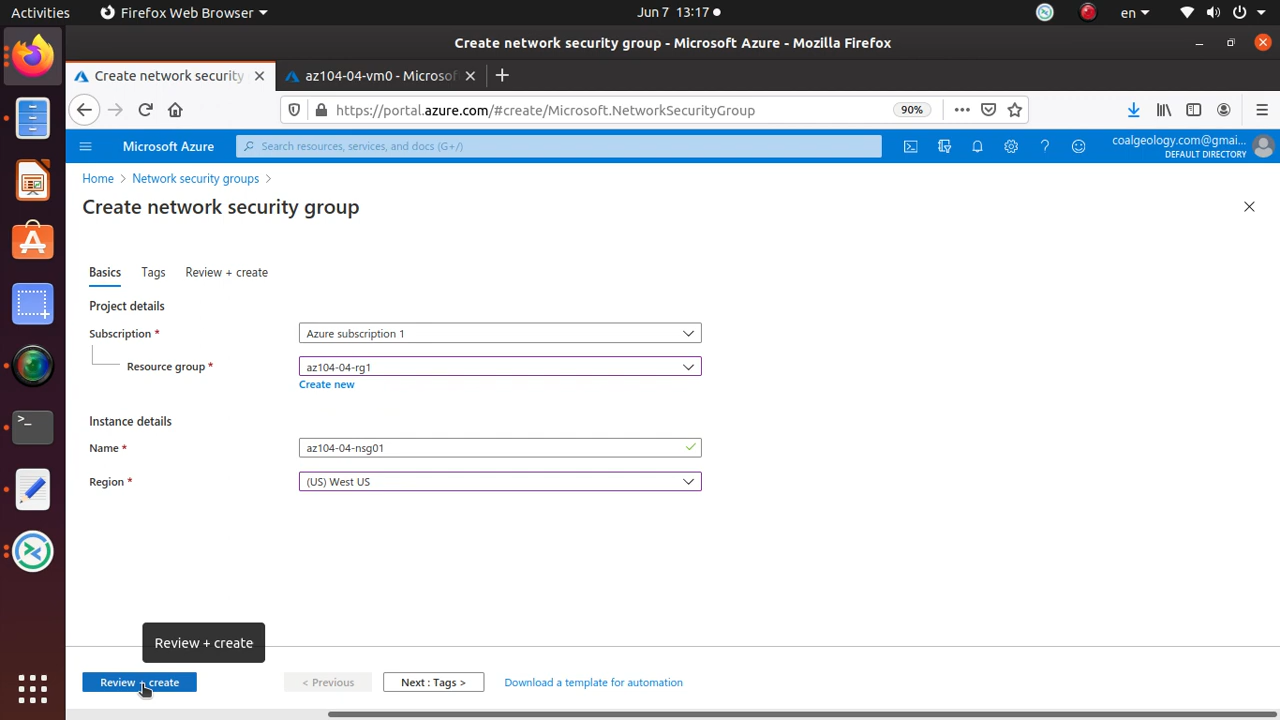 Activities
Firefox Web Browser
Jun 7 13:17
en
Create network security group - Microsoft Azure - Mozilla Firefox
Create network security
az104-04-vm0 - Microsof
https://portal.azure.com/#create/Microsoft.NetworkSecurityGroup
90%
Microsoft Azure
Search resources, services, and docs (G+/)
coalgeology.com@gmai...
DEFAULT DIRECTORY
Home > Network security groups >
Create network security group
Basics
Tags
Review + create
Project details
Subscription *
Azure subscription 1
Resource group *
az104-04-rg1
Create new
Instance details
Name *
az104-04-nsg01
Region *
(US) West US
Review + create
Review + create
< Previous
Next : Tags >
Download a template for automation